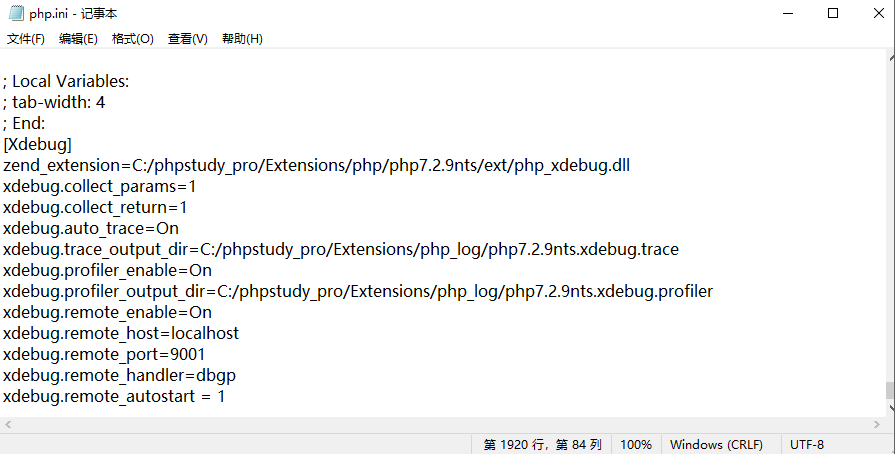 php.ini - 记事本
文件(F) 编辑(E) 格式(O) 查看(V) 帮助(H)
; Local Variables:
; tab-width: 4
; End:
[Xdebug]
zend_extension=C:/phpstudy_pro/Extensions/php/php7.2.9nts/ext/php_xdebug.dll
xdebug.collect_params=1
xdebug.collect_return=1
xdebug.auto_trace=On
xdebug.trace_output_dir=C:/phpstudy_pro/Extensions/php_log/php7.2.9nts.xdebug.trace
xdebug.profiler_enable=On
xdebug.profiler_output_dir=C:/phpstudy_pro/Extensions/php_log/php7.2.9nts.xdebug.profiler
xdebug.remote_enable=On
xdebug.remote_host=localhost
xdebug.remote_port=9001
xdebug.remote_handler=dbgp
xdebug.remote_autostart = 1
第 1920 行，第 84 列 100% Windows (CRLF) UTF-8